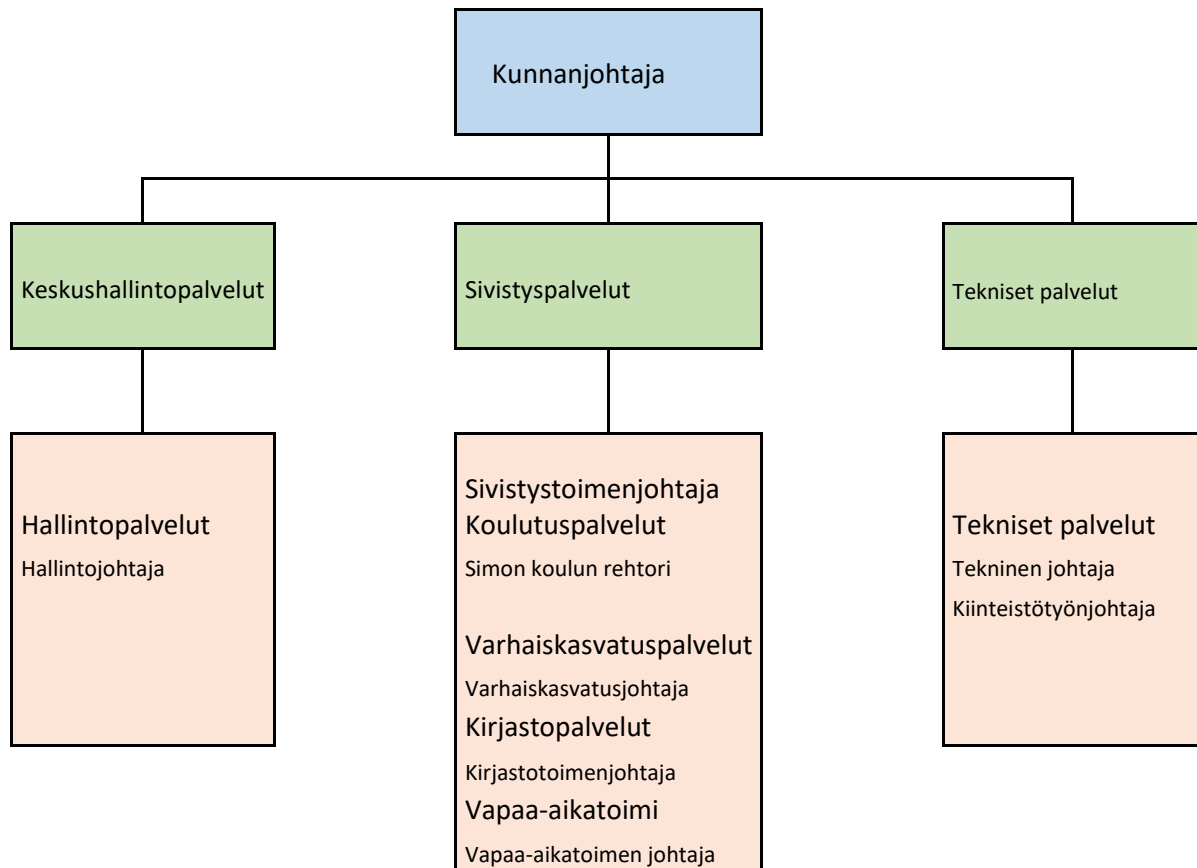 Kunnanjohtaja
Keskushallintopalvelut
Sivistyspalvelut
Tekniset palvelut
Hallintopalvelut
Hallintojohtaja
Sivistystoimenjohtaja
Koulutuspalvelut
Simon koulun rehtori
Varhaiskasvatuspalvelut
Varhaiskasvatusjohtaja
Kirjastopalvelut
Kirjastotoimenjohtaja
Vapaa-aikatoimi
Vapaa-aikatoimen johtaja
Tekniset palvelut
Tekninen johtaja
Kiinteistötyönjohtaja